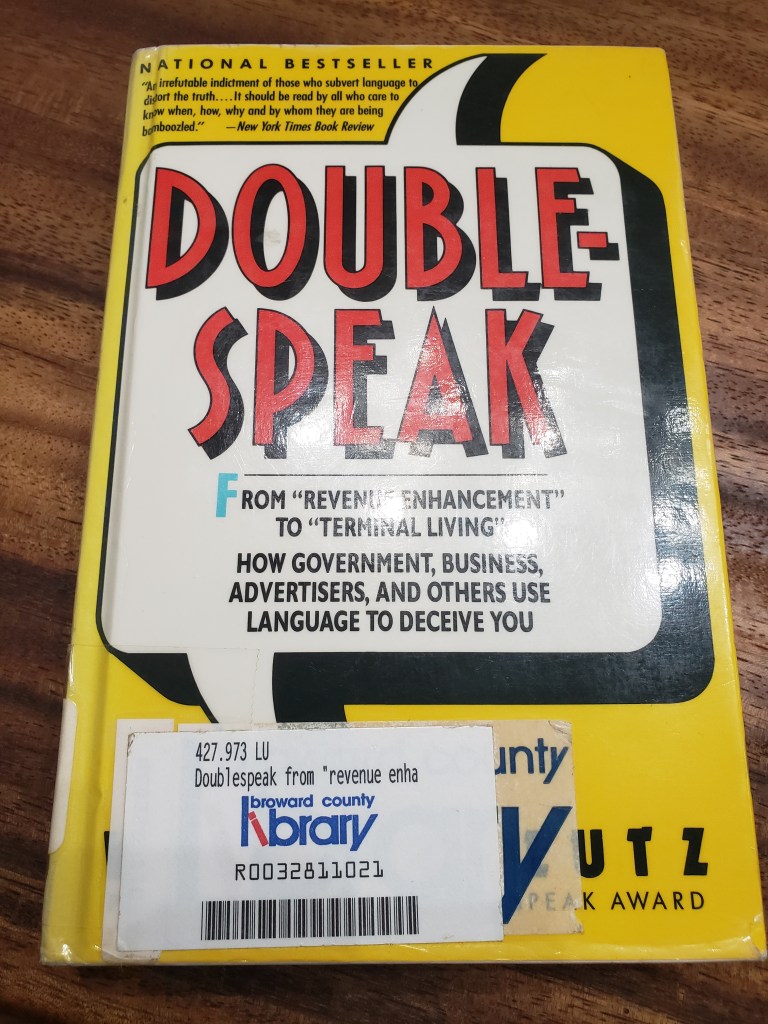 NATIONAL BESTSELLER
"An irrefutable indictment of those who subvert language to
distort the truth....It should be read by all who care to
know when, how, why and by whom they are being
bamboozled." —New York Times Book Review
DOUBLE-
SPEAK
FROM "REVENUE ENHANCEMENT"
TO "TERMINAL LIVING"
HOW GOVERNMENT, BUSINESS,
ADVERTISERS, AND OTHERS USE
LANGUAGE TO DECEIVE YOU
427.973 LU
Doublespeak from "revenue enha
broward county
library
R0032811021
unty
y
UTZ
PEAK AWARD